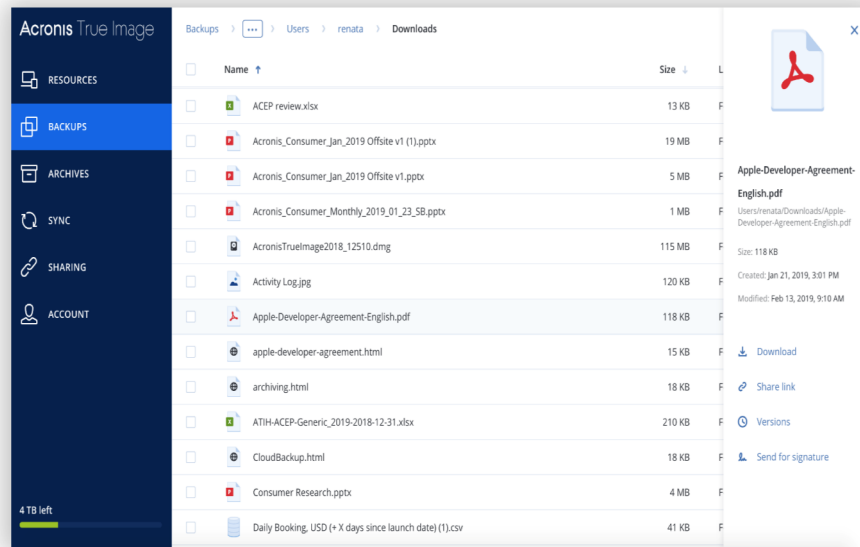 Acronis True Image
RESOURCES
BACKUPS
ARCHIVES
SYNC
SHARING
ACCOUNT
4 TB left
Backups > ... > Users > renata > Downloads
Name ↑ Size ↓ L
ACEP review.xlsx 13 KB F
Acronis_Consumer_Jan_2019 Offsite v1 (1).pptx 19 MB F
Acronis_Consumer_Jan_2019 Offsite v1.pptx 5 MB F
Acronis_Consumer_Monthly_2019_01_23_SB.pptx 1 MB F
AcronisTrueImage2018_12510.dmg 115 MB F
Activity Log.jpg 120 KB F
Apple-Developer-Agreement-English.pdf 118 KB F
apple-developer-agreement.html 15 KB F
archiving.html 18 KB F
ATIH-ACEP-Generic_2019-2018-12-31.xlsx 210 KB F
CloudBackup.html 18 KB F
Consumer Research.pptx 4 MB F
Daily Booking, USD (+ X days since launch date) (1).csv 41 KB F
X
Apple-Developer-Agreement-
English.pdf
Users/renata/Downloads/Apple-
Developer-Agreement-English.pdf
Size: 118 KB
Created: Jan 21, 2019, 3:01 PM
Modified: Feb 13, 2019, 9:10 AM
Download
Share link
Versions
Send for signature